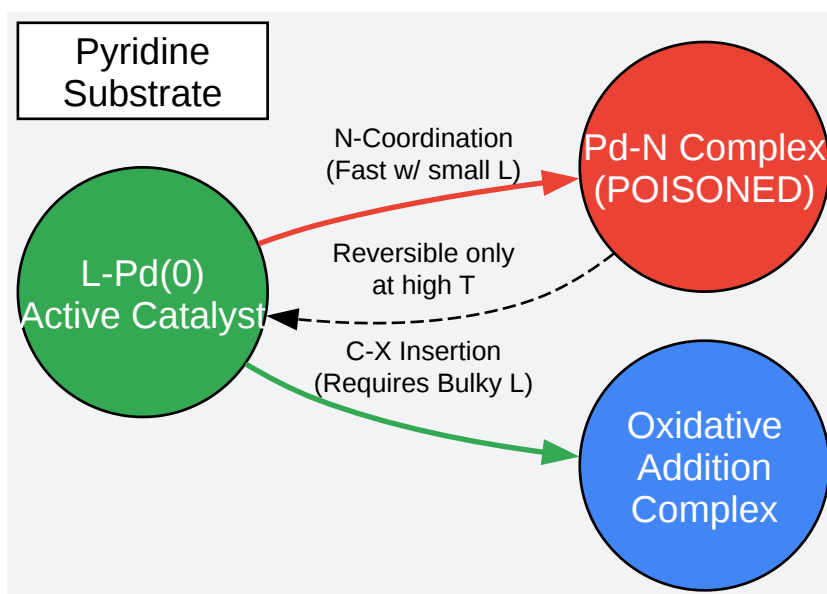 Pyridine
Substrate
N-Coordination
(Fast w/ small L)
Pd-N Complex
(POISONED)
L-Pd(0)
Active Catalyst
Reversible only
at high T
C-X Insertion
(Requires Bulky L)
Oxidative
Addition
Complex